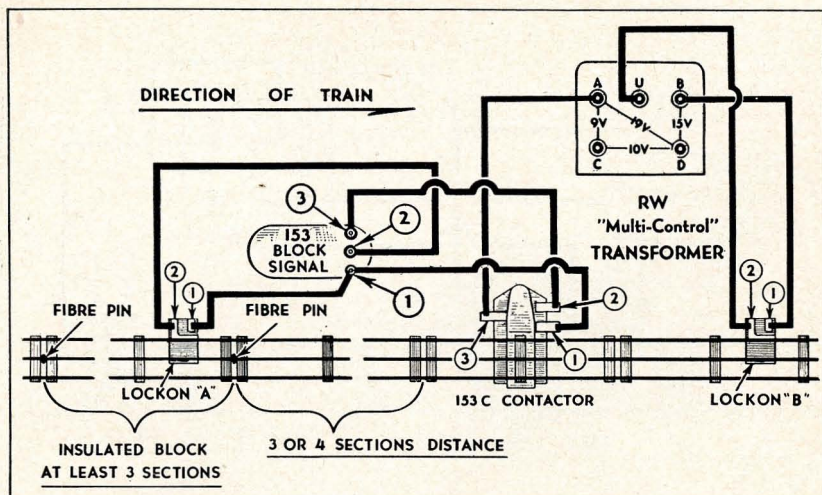 DIRECTION OF TRAIN
A U B
9V 19V 15V
C 10V D
RW
"Multi-Control"
TRANSFORMER
3
2
153
BLOCK
SIGNAL
1
2 1
FIBRE PIN
FIBRE PIN
LOCKON "A"
3
2
1
153 C CONTACTOR
2 1
LOCKON "B"
INSULATED BLOCK
AT LEAST 3 SECTIONS
3 OR 4 SECTIONS DISTANCE